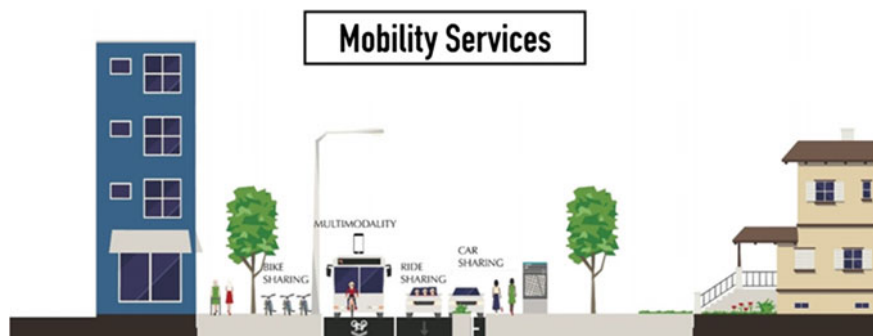 Mobility Services
MULTIMODALITY
BIKE
SHARING
RIDE
SHARING
CAR
SHARING